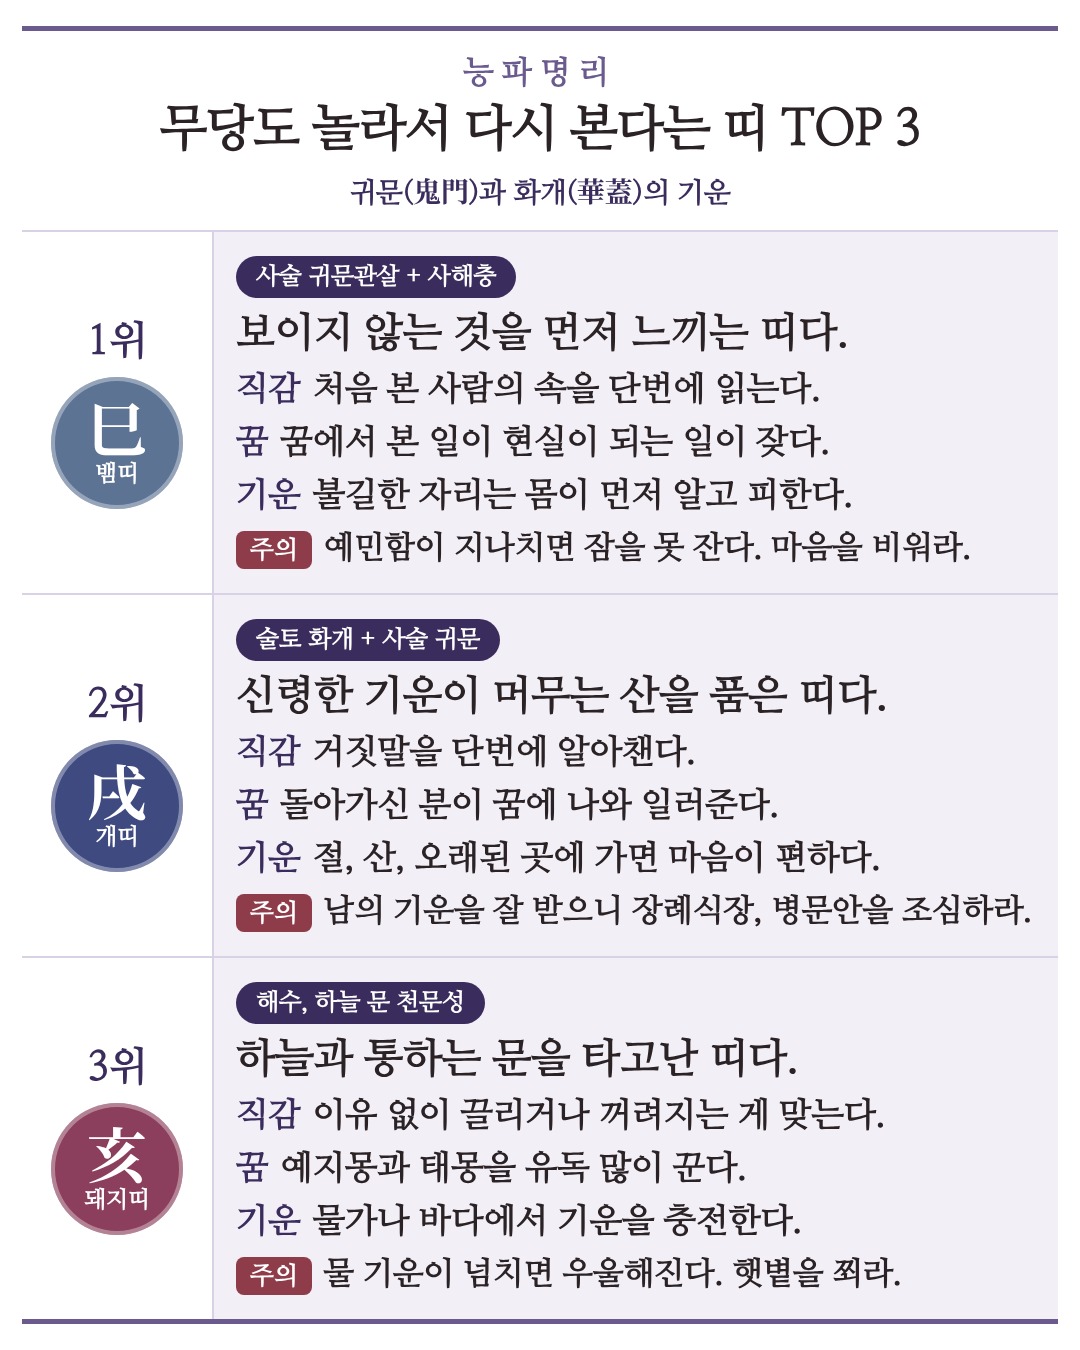 능파명리
무당도 놀라서 다시 본다는 띠 TOP 3
귀문(鬼門)과 화개(華蓋)의 기운
1위
巳
뱀띠
사술 귀문관살 + 사해충
보이지 않는 것을 먼저 느끼는 띠다.
직감 처음 본 사람의 속을 단번에 읽는다.
꿈 꿈에서 본 일이 현실이 되는 일이 잦다.
기운 불길한 자리는 몸이 먼저 알고 피한다.
주의 예민함이 지나치면 잠을 못 잔다. 마음을 비워라.
2위
戌
개띠
술토 화개 + 사술 귀문
신령한 기운이 머무는 산을 품은 띠다.
직감 거짓말을 단번에 알아챈다.
꿈 돌아가신 분이 꿈에 나와 일러준다.
기운 절, 산, 오래된 곳에 가면 마음이 편하다.
주의 남의 기운을 잘 받으니 장례식장, 병문안을 조심하라.
3위
亥
돼지띠
해수, 하늘 문 천문성
하늘과 통하는 문을 타고난 띠다.
직감 이유 없이 끌리거나 꺼려지는 게 맞는다.
꿈 예지몽과 태몽을 유독 많이 꾼다.
기운 물가나 바다에서 기운을 충전한다.
주의 물 기운이 넘치면 우울해진다. 햇볕을 쬐라.